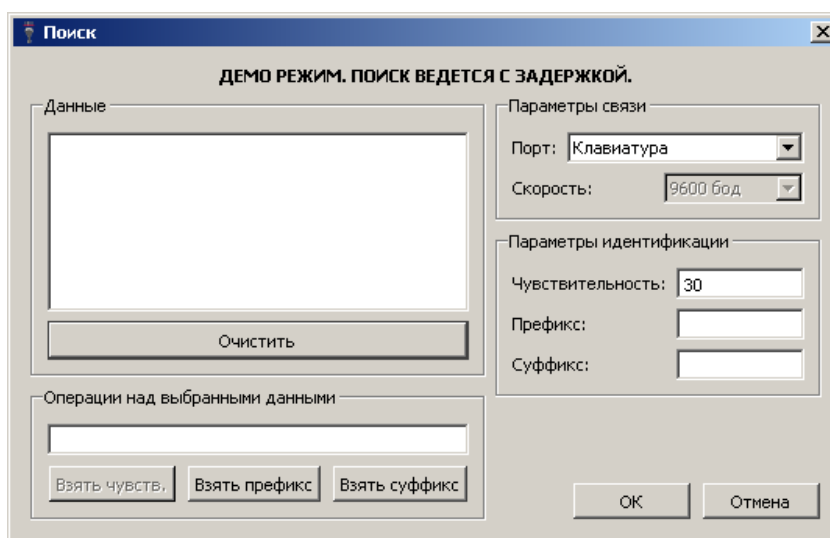 Поиск
ДЕМО РЕЖИМ. ПОИСК ВЕДЕТСЯ С ЗАДЕРЖКОЙ.
Данные
Очистить
Операции над выбранными данными
Взять чувств. Взять префикс Взять суффикс
Параметры связи
Порт: Клавиатура
Скорость: 9600 бод
Параметры идентификации
Чувствительность: 30
Префикс:
Суффикс:
ОК Отмена